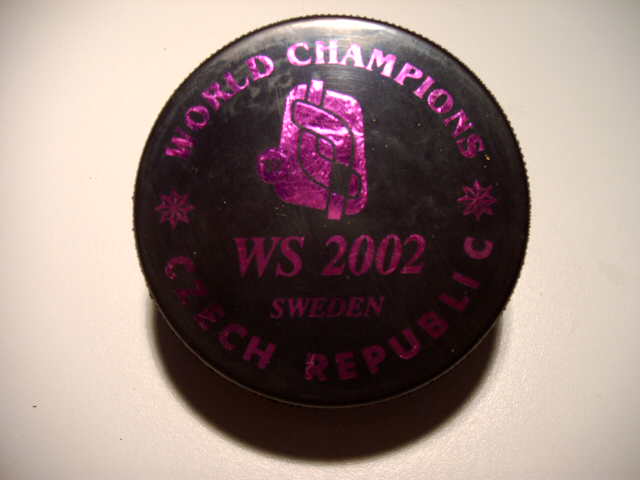 WORLD CHAMPIONS
WS 2002
SWEDEN
CZECH REPUBLIC